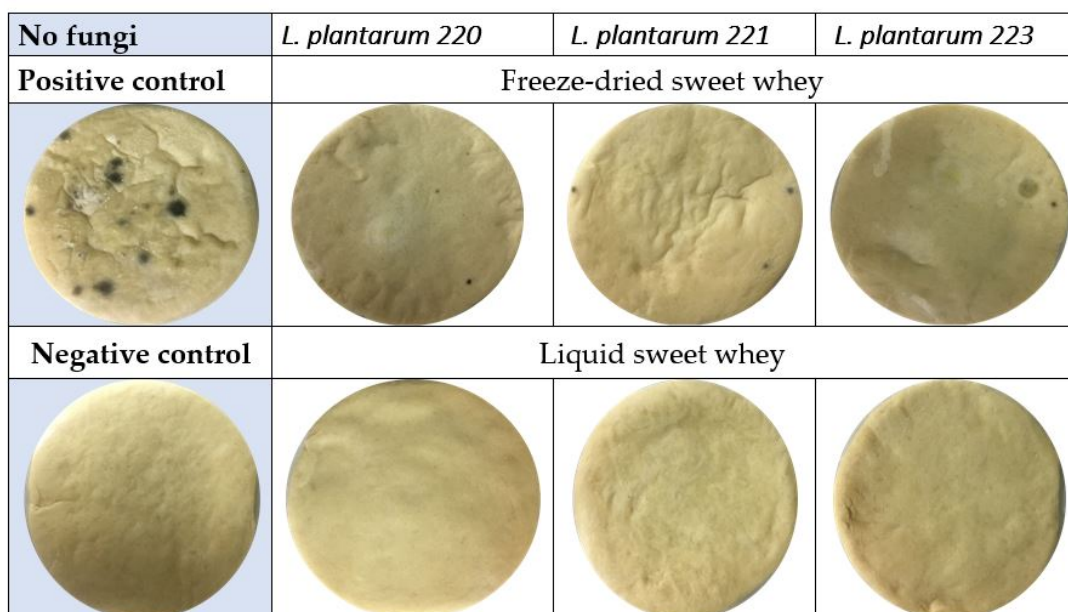 No fungi L. plantarum 220 L. plantarum 221 L. plantarum 223
Positive control Freeze-dried sweet whey
Negative control Liquid sweet whey